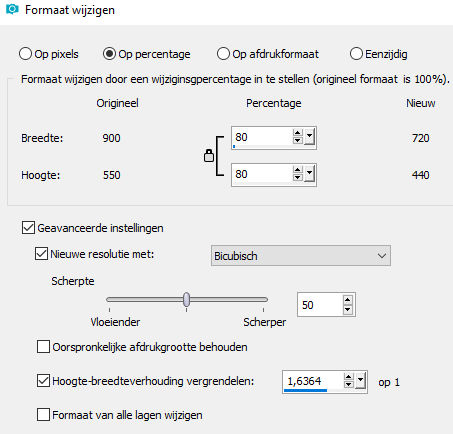 Formaat wijzigen
Op pixels Op percentage Op afdrukformaat Eenzijdig
Formaat wijzigen door een wijziginsgpercentage in te stellen (origineel formaat is 100%).
Origineel Percentage Nieuw
Breedte: 900 80 720
Hoogte: 550 80 440
Geavanceerde instellingen
Nieuwe resolutie met: Bicubisch
Scherpte
50
Vloeiender Scherper
Oorspronkelijke afdrukgrootte behouden
Hoogte-breedteverhouding vergrendelen: 1,6364 op 1
Formaat van alle lagen wijzigen